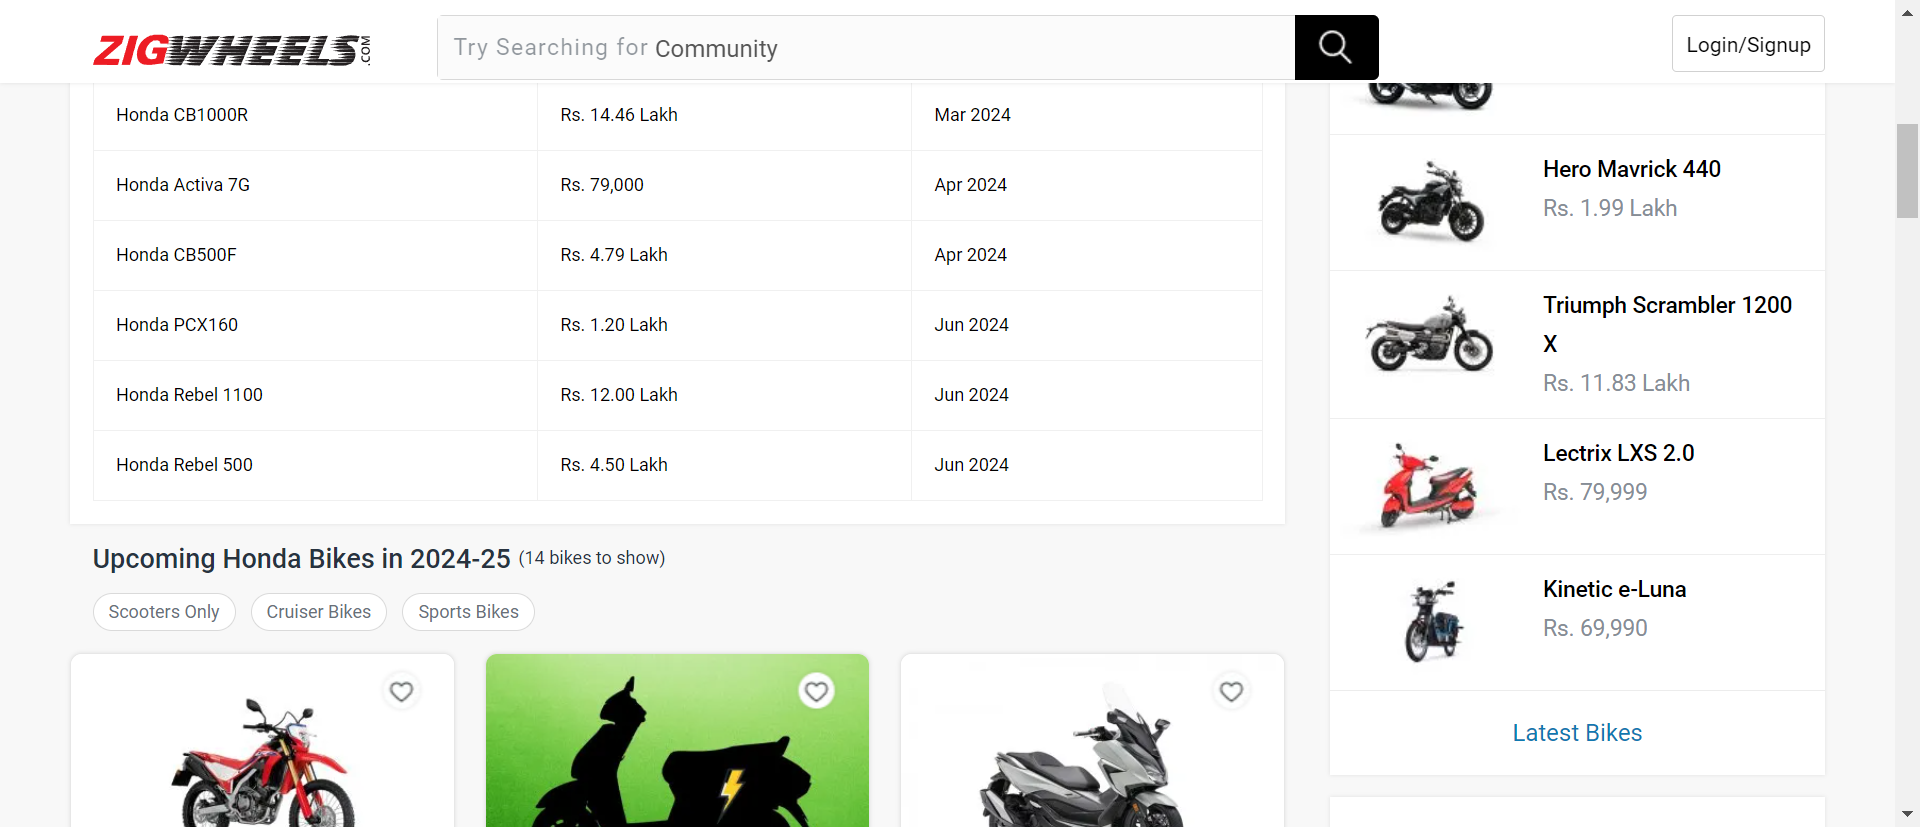 ZIGWHEELS.COM
Try Searching for Community
Login/Signup
Honda CB1000R Rs. 14.46 Lakh Mar 2024
Honda Activa 7G Rs. 79,000 Apr 2024
Honda CB500F Rs. 4.79 Lakh Apr 2024
Honda PCX160 Rs. 1.20 Lakh Jun 2024
Honda Rebel 1100 Rs. 12.00 Lakh Jun 2024
Honda Rebel 500 Rs. 4.50 Lakh Jun 2024
Upcoming Honda Bikes in 2024-25 (14 bikes to show)
Scooters Only Cruiser Bikes Sports Bikes
Hero Mavrick 440
Rs. 1.99 Lakh
Triumph Scrambler 1200
X
Rs. 11.83 Lakh
Lectrix LXS 2.0
Rs. 79,999
Kinetic e-Luna
Rs. 69,990
Latest Bikes